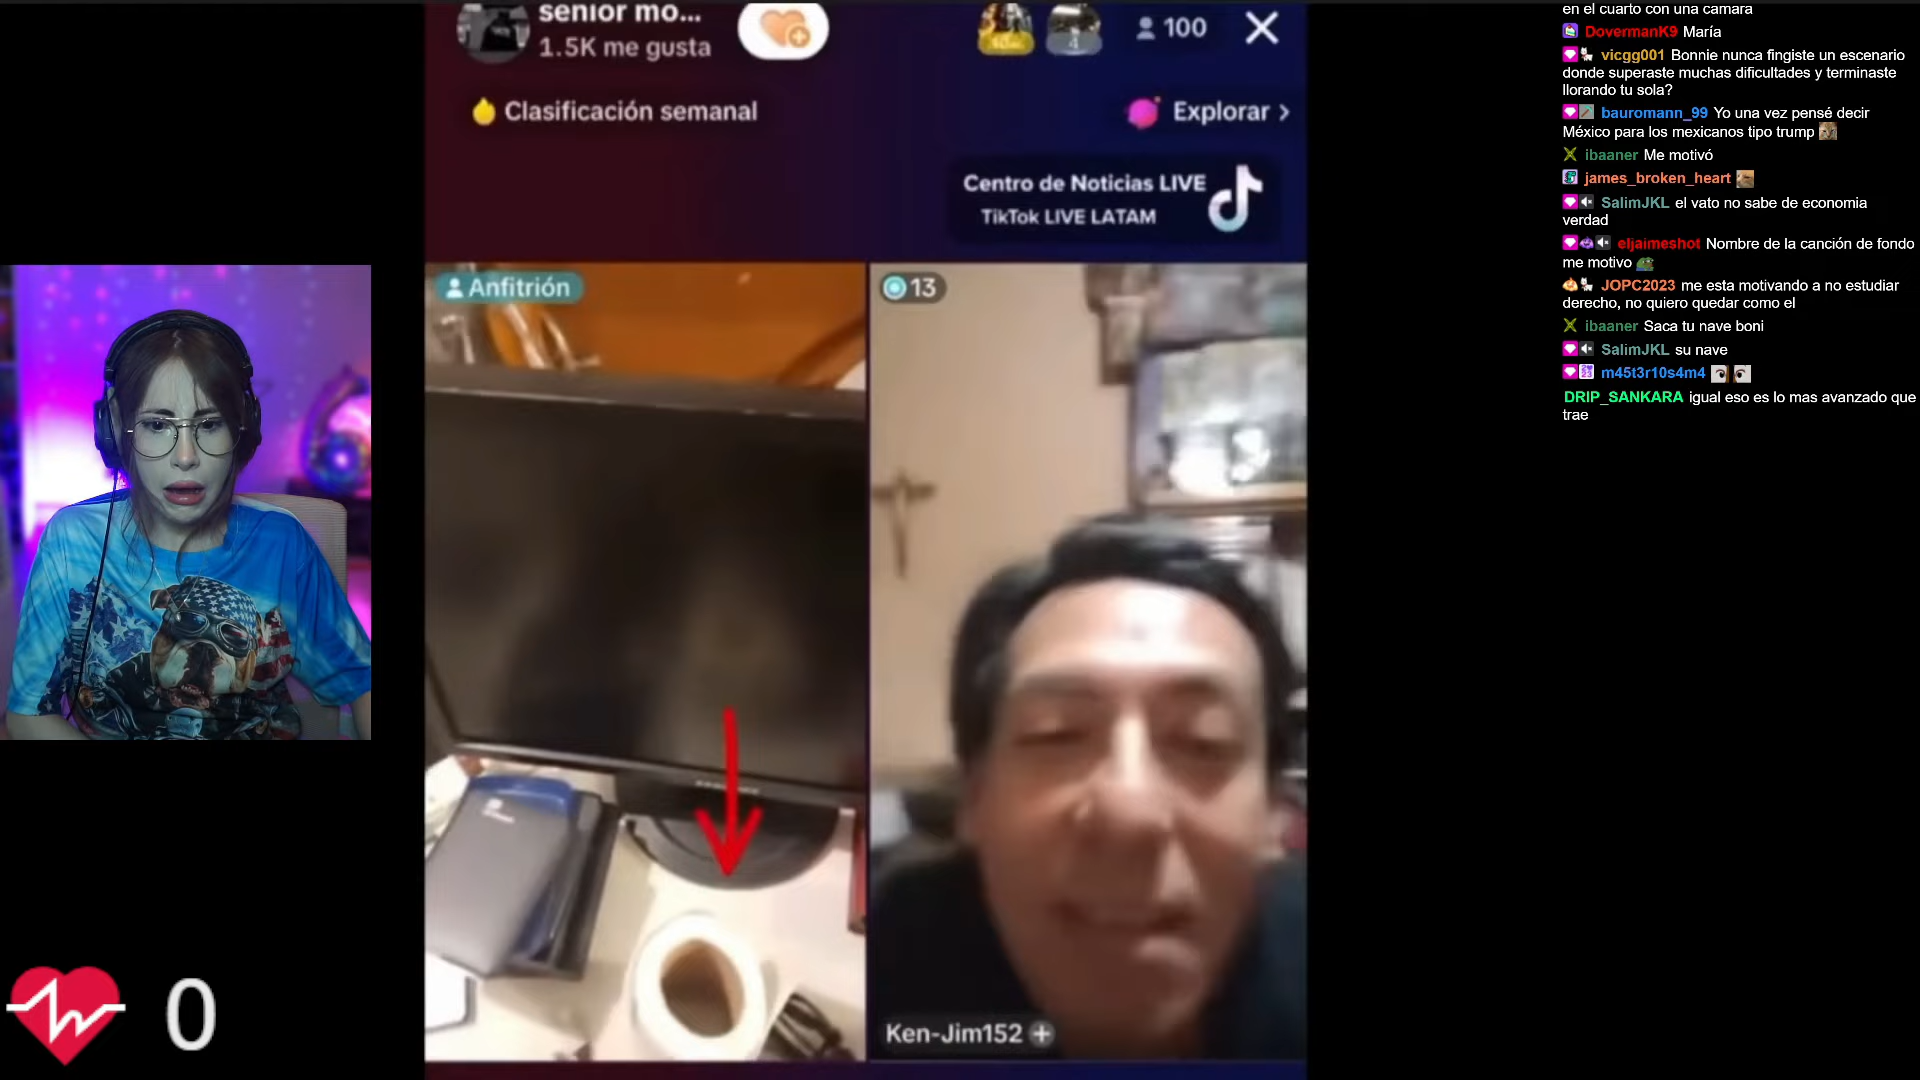 senior mo...
1.5K me gusta
4
100
Clasificación semanal
Explorar >
Centro de Noticias LIVE
TikTok LIVE LATAM
Anfitrión
13
Ken-Jim152
0
en el cuarto con una camara
DovermanK9 María
vicgg001 Bonnie nunca fingiste un escenario
donde superaste muchas dificultades y terminaste
llorando tu sola?
bauromann_99 Yo una vez pensé decir
México para los mexicanos tipo trump
ibaaner Me motivó
james_broken_heart
SalimJKL el vato no sabe de economia
verdad
eljaimeshot Nombre de la canción de fondo
me motivo
JOPC2023 me esta motivando a no estudiar
derecho, no quiero quedar como el
ibaaner Saca tu nave boni
SalimJKL su nave
m45t3r10s4m4
DRIP_SANKARA igual eso es lo mas avanzado que
trae